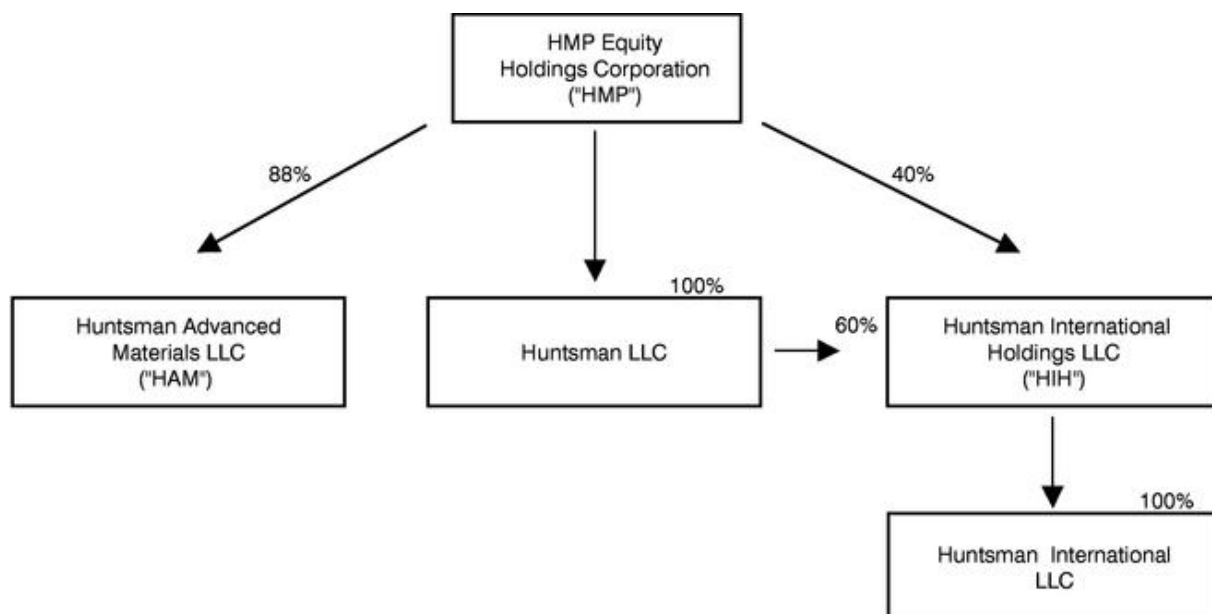 HMP Equity
Holdings Corporation
("HMP")
88%
40%
100%
Huntsman Advanced
Materials LLC
("HAM")
Huntsman LLC
60%
Huntsman International
Holdings LLC
("HIH")
100%
Huntsman International
LLC